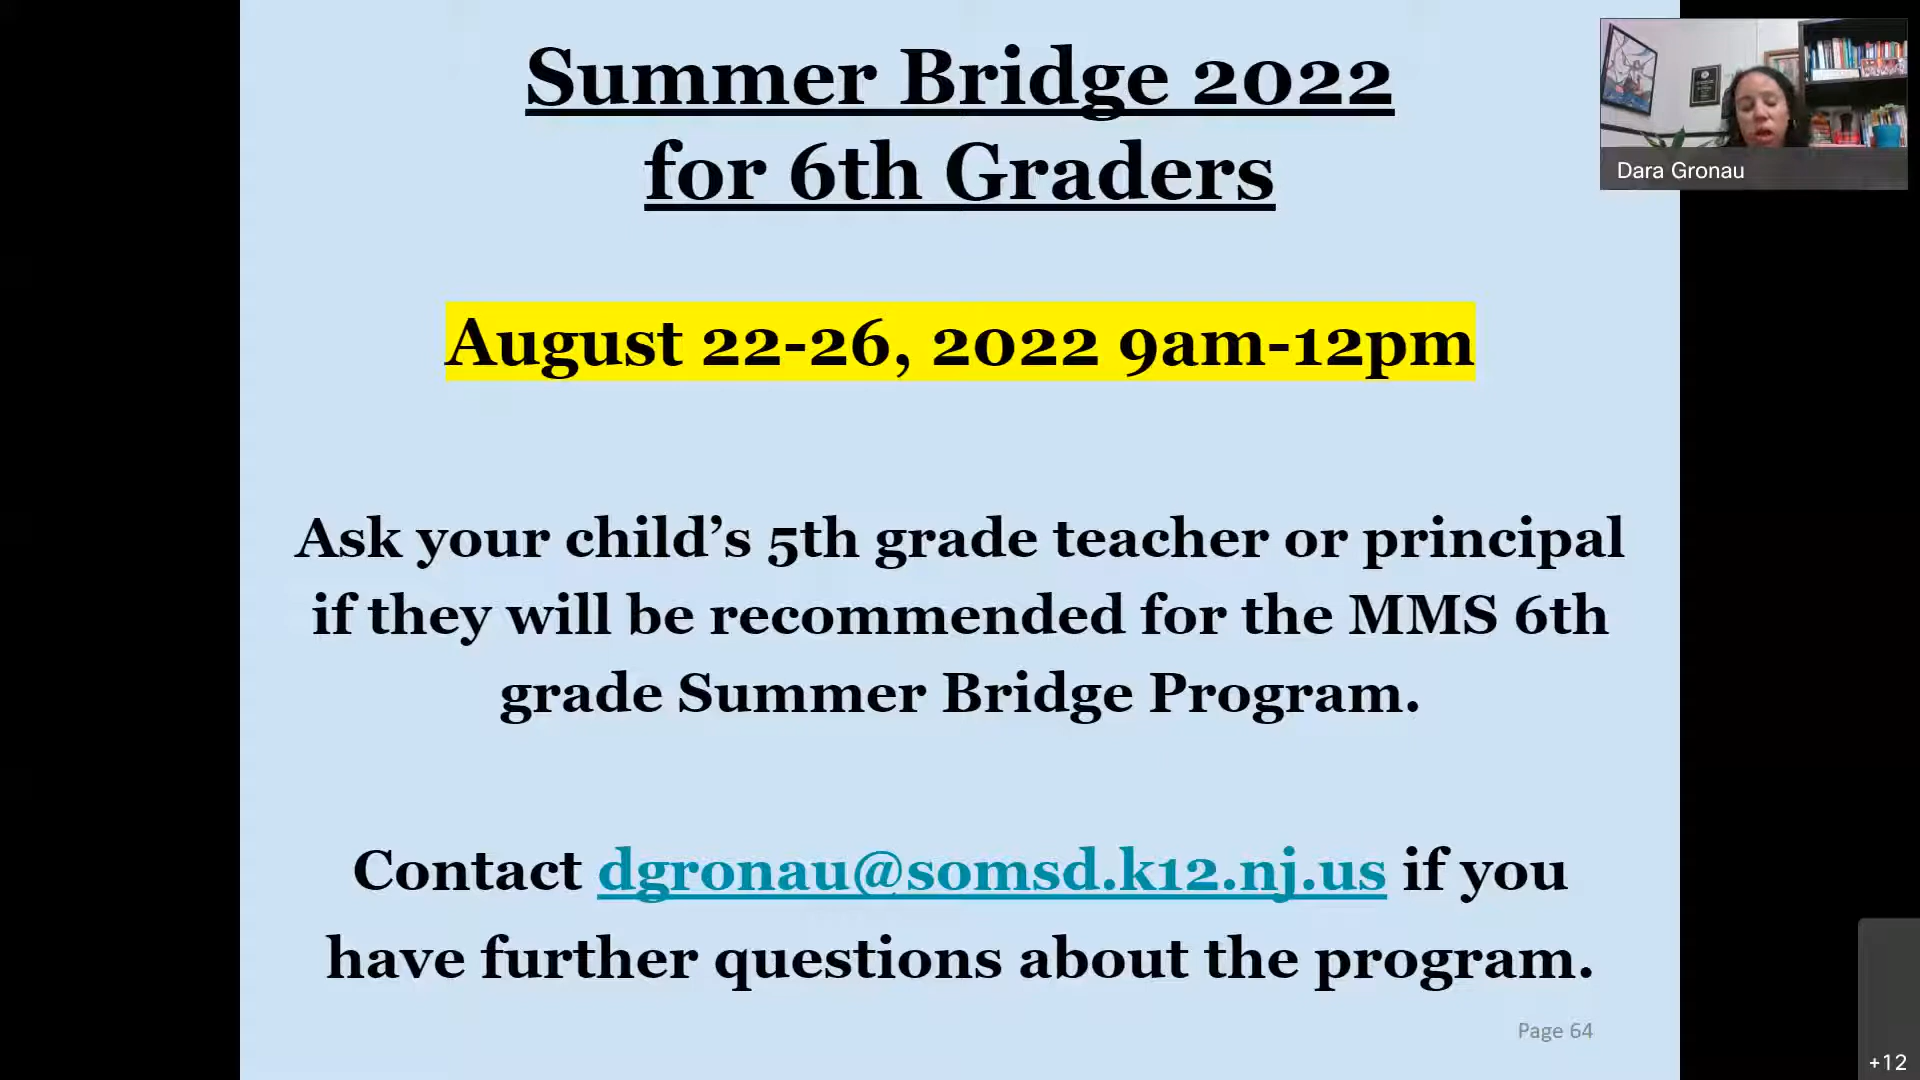 Summer Bridge 2022
for 6th Graders
August 22-26, 2022 9am-12pm
Ask your child’s 5th grade teacher or principal
if they will be recommended for the MMS 6th
grade Summer Bridge Program.
Contact dgronau@somsd.k12.nj.us if you
have further questions about the program.
Page 64
Dara Gronau
+12